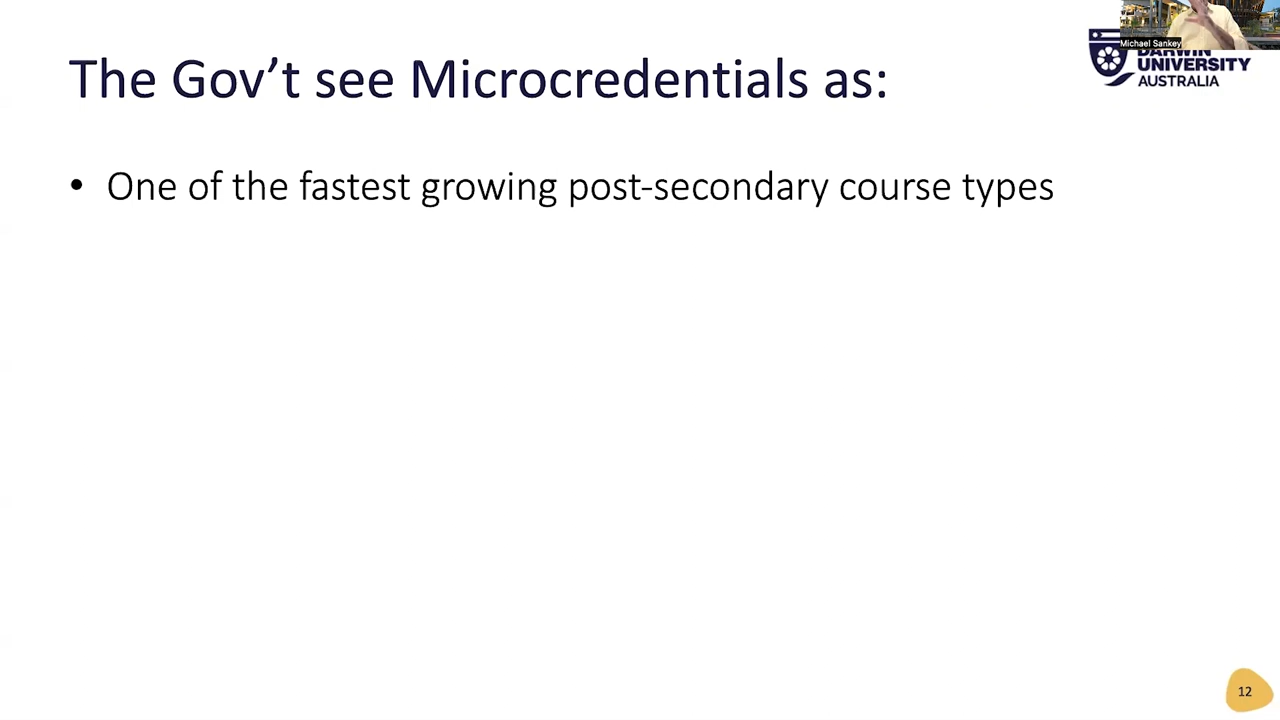 Michael Sankey
The Gov't see Microcredentials as:
DARWIN
UNIVERSITY
AUSTRALIA
• One of the fastest growing post-secondary course types
12